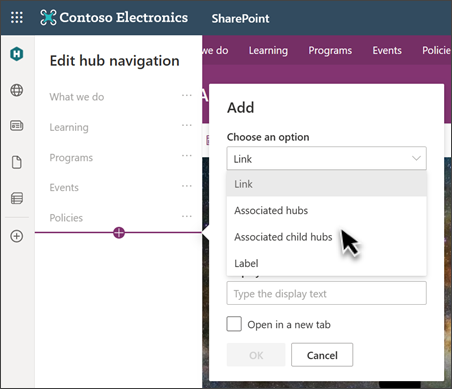 Contoso Electronics SharePoint
we do Learning Programs Events Policie
Edit hub navigation
What we do ...
Learning ...
Programs ...
Events ...
Policies ...
A
Add
Choose an option
Link
Link
Associated hubs
Associated child hubs
Label
Type the display text
Open in a new tab
OK Cancel